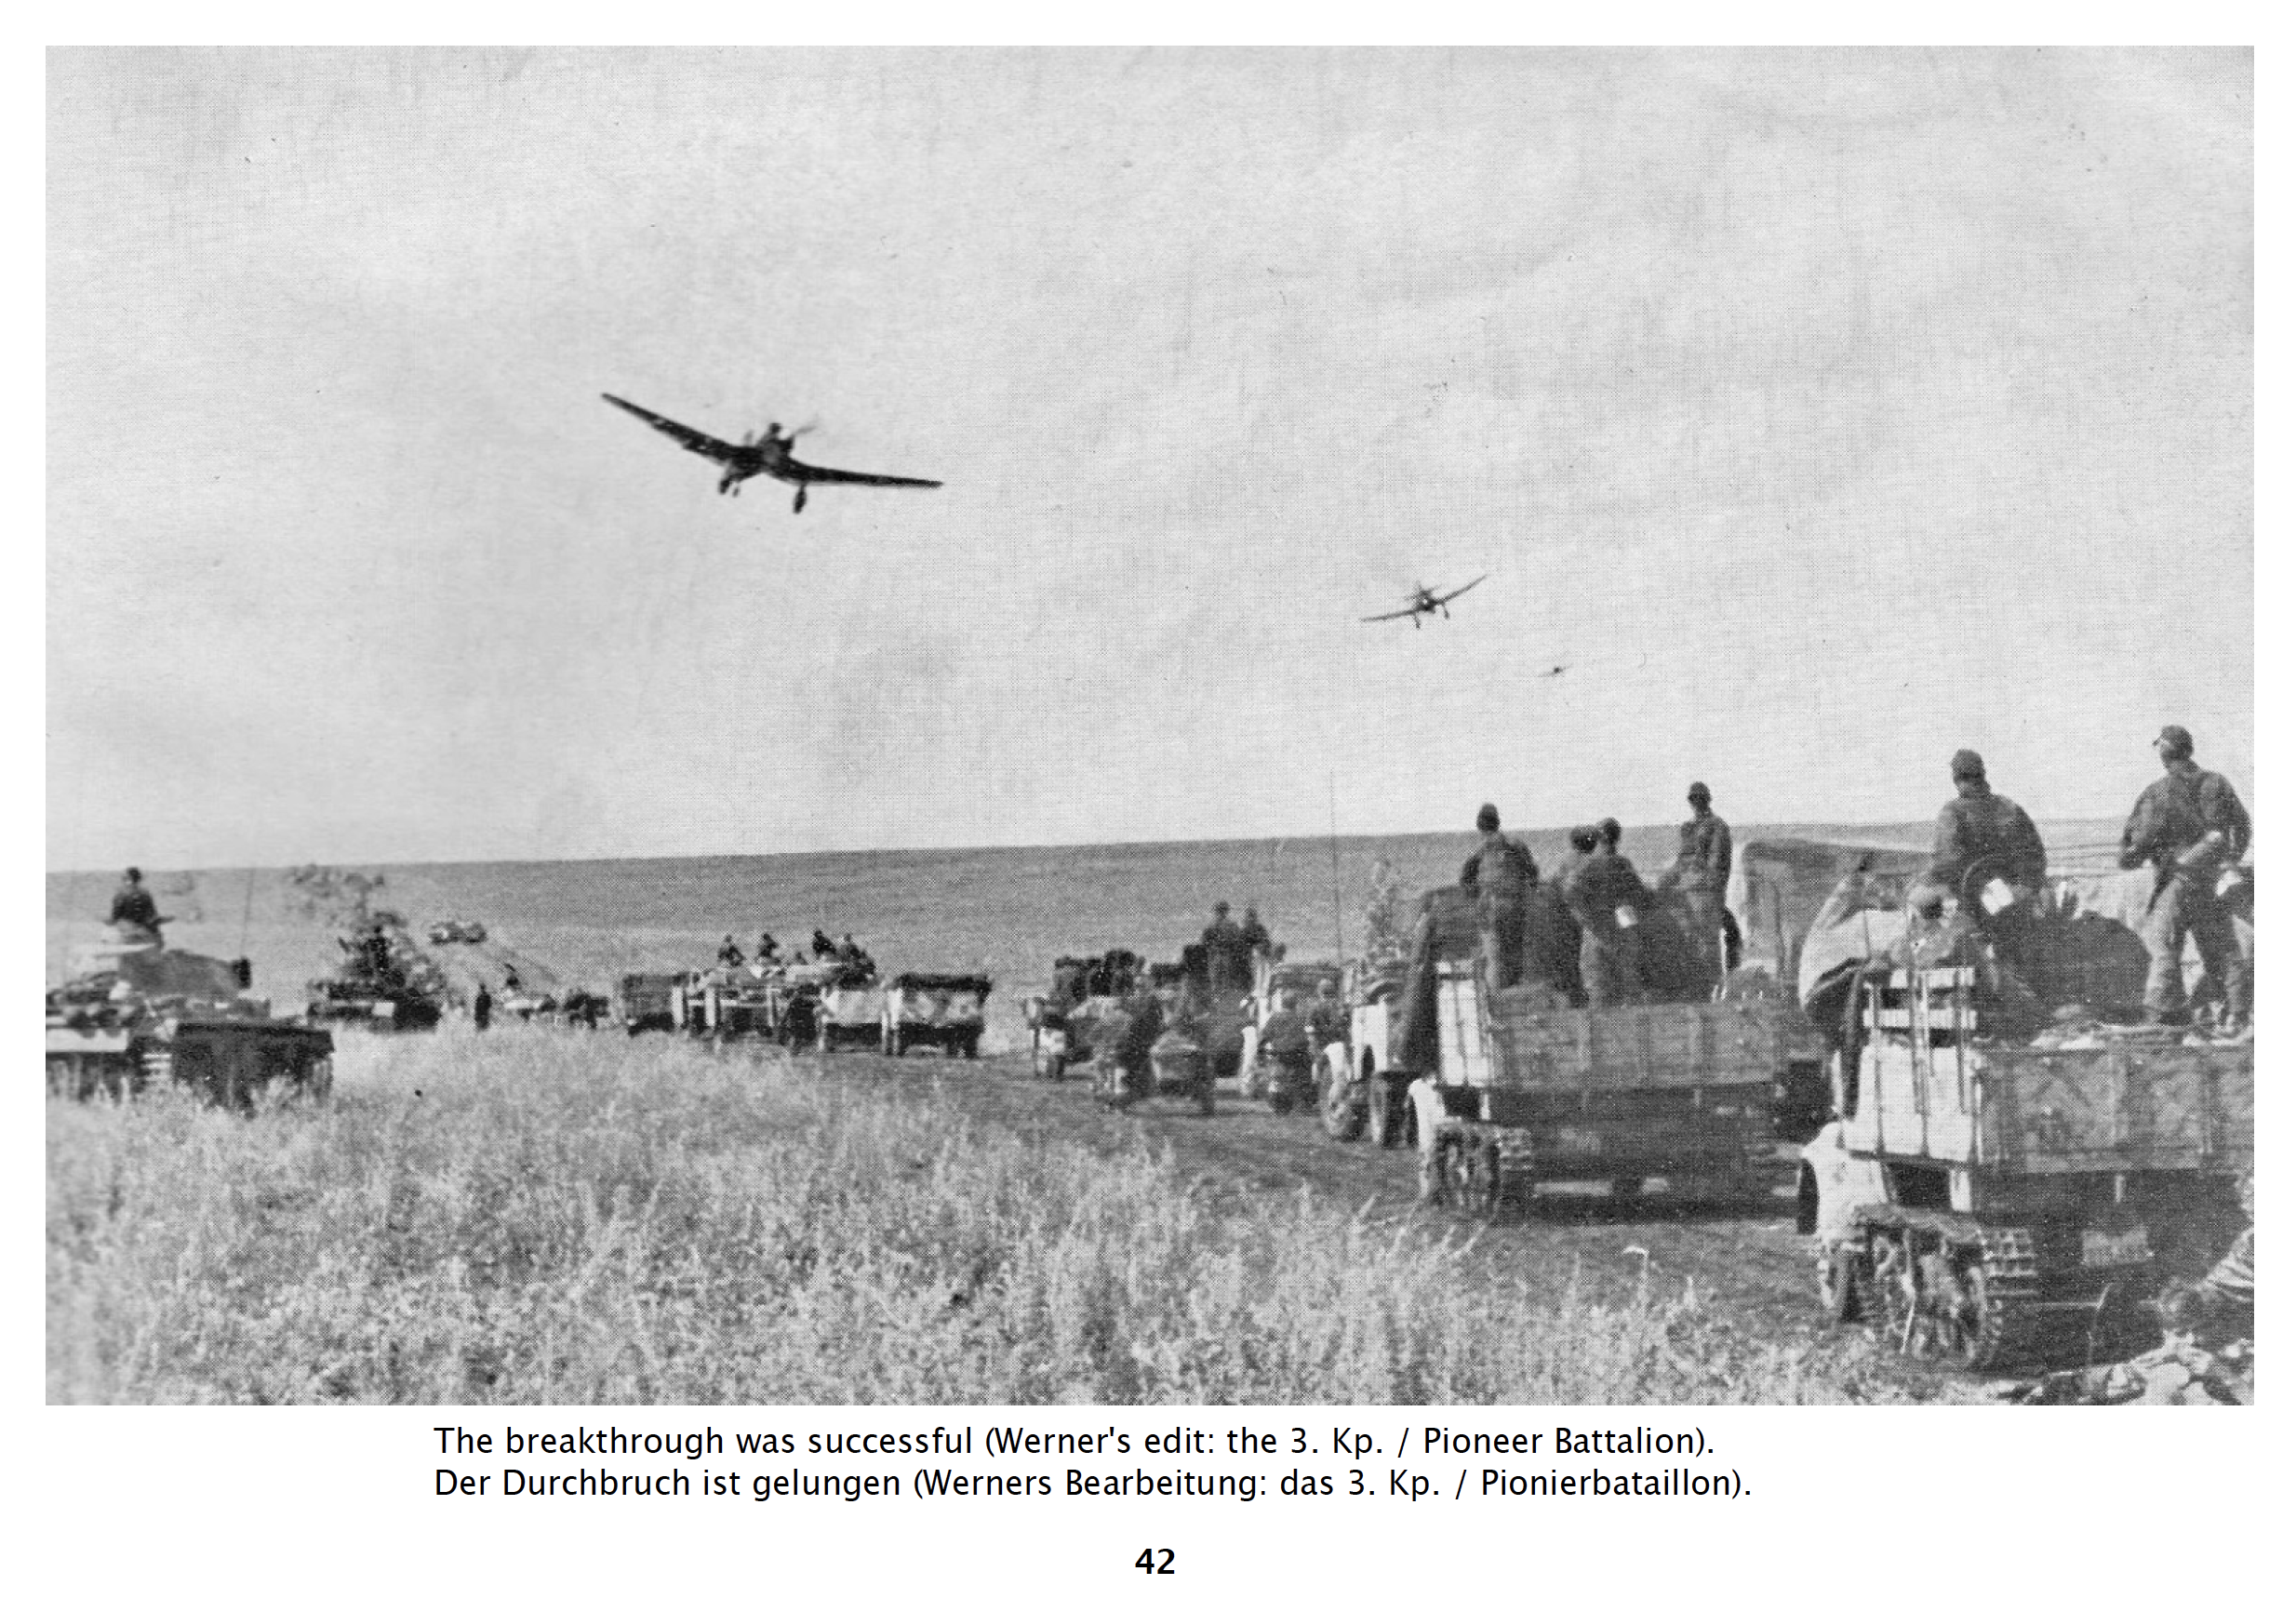 The breakthrough was successful (Werner's edit: the 3. Kp. / Pioneer Battalion).
Der Durchbruch ist gelungen (Werners Bearbeitung: das 3. Kp. / Pionierbataillon).
42